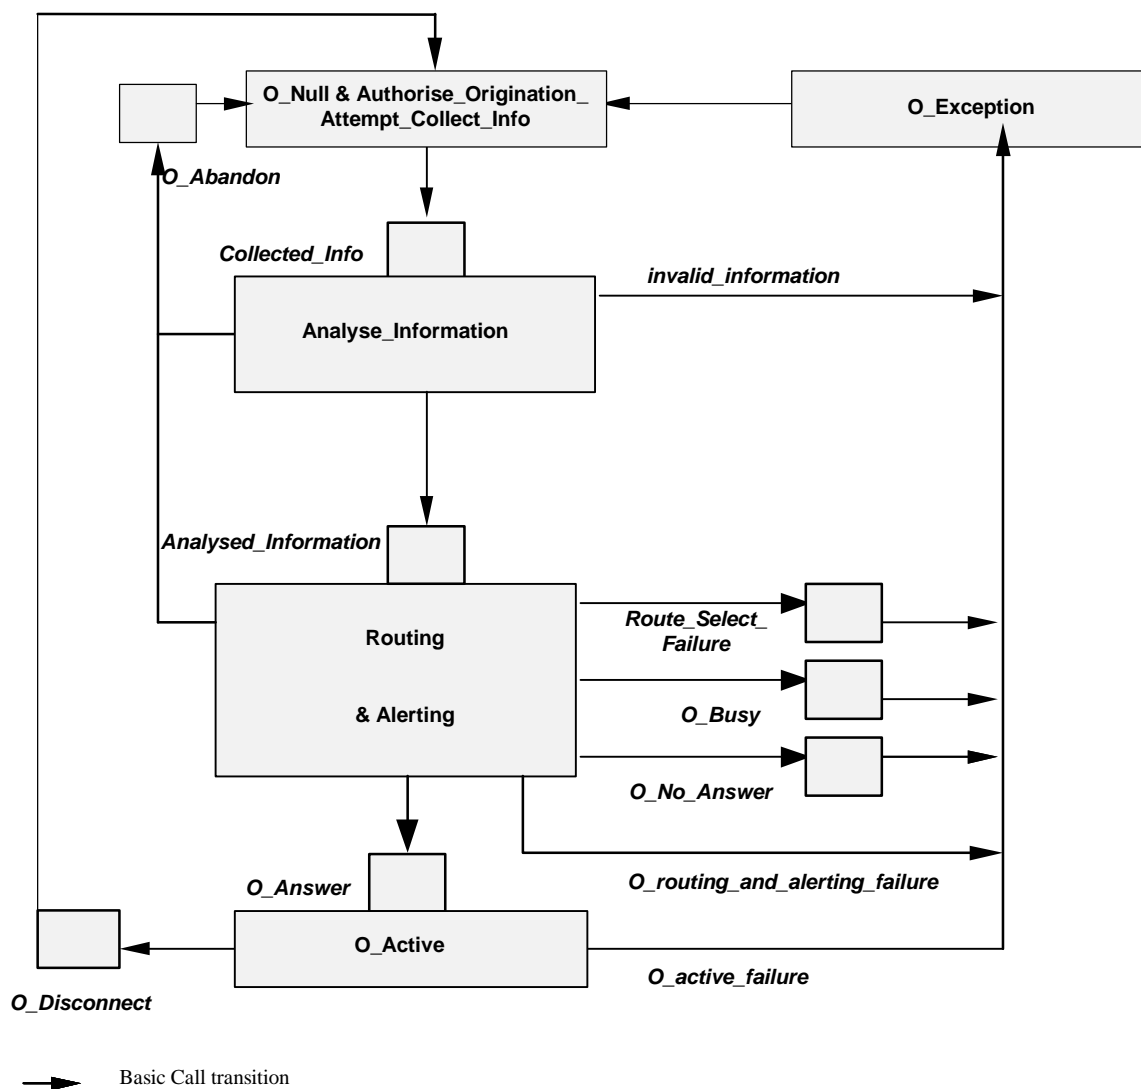 O_Null & Authorise_Origination_
Attempt_Collect_Info
O_Exception
O_Abandon
Collected_Info
invalid_information
Analyse_Information
Analysed_Information
Route_Select_
Failure
Routing
& Alerting
O_Busy
O_No_Answer
O_routing_and_alerting_failure
O_Answer
O_Active
O_active_failure
O_Disconnect
Basic Call transition